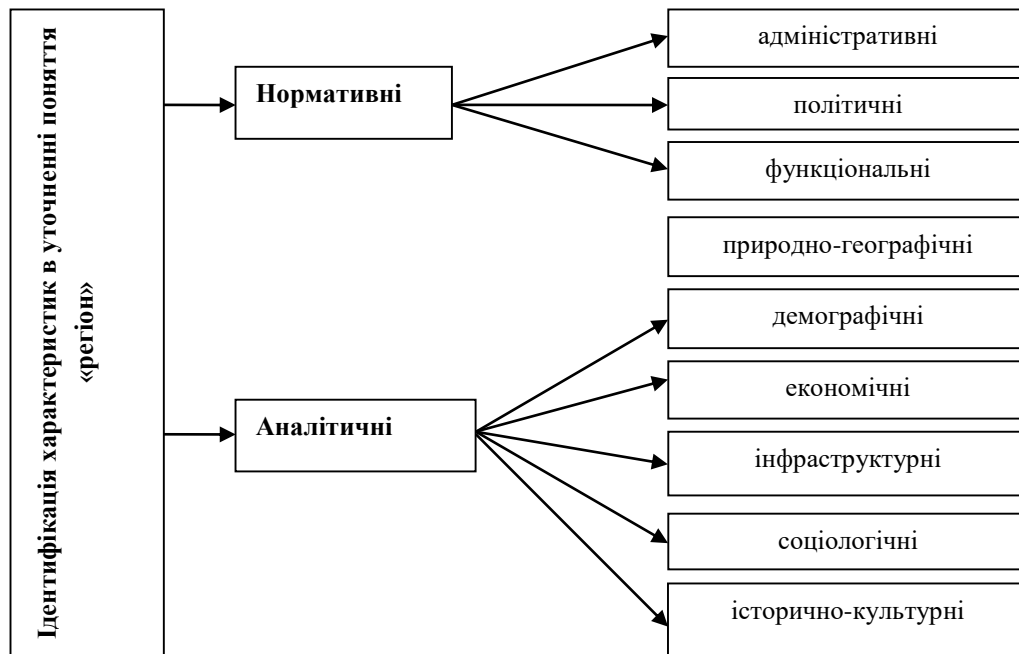 Ідентифікація характеристик в уточненні поняття
«регіон»
Нормативні
адміністративні
політичні
функціональні
природно-географічні
Аналітичні
демографічні
економічні
інфраструктурні
соціологічні
історично-культурні